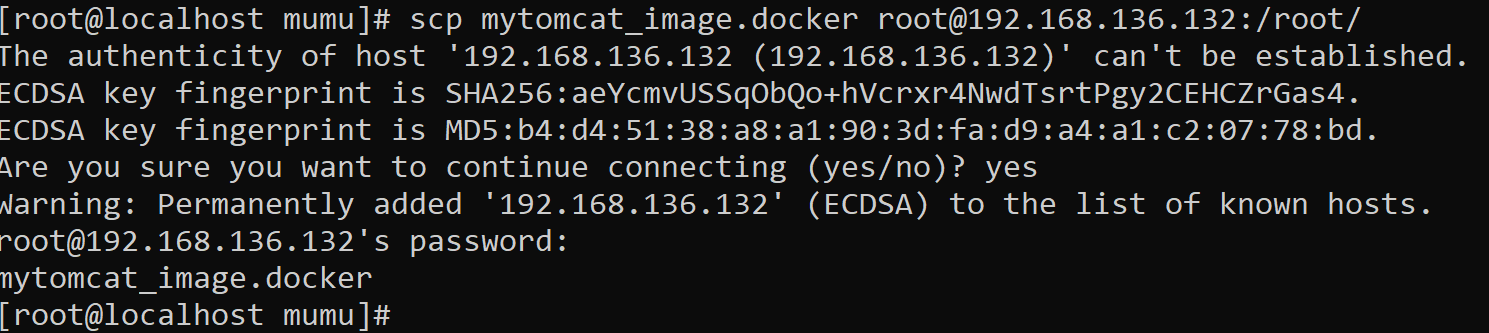 [root@localhost mumu]# scp mytomcat_image.docker root@192.168.136.132:/root/
The authenticity of host '192.168.136.132 (192.168.136.132)' can't be established.
ECDSA key fingerprint is SHA256:aeYcmvUSSqObQo+hVcrxr4NwdTsrtPgy2CEHCZrGas4.
ECDSA key fingerprint is MD5:b4:d4:51:38:a8:a1:90:3d:fa:d9:a4:a1:c2:07:78:bd.
Are you sure you want to continue connecting (yes/no)? yes
Warning: Permanently added '192.168.136.132' (ECDSA) to the list of known hosts.
root@192.168.136.132's password:
mytomcat_image.docker
[root@localhost mumu]#